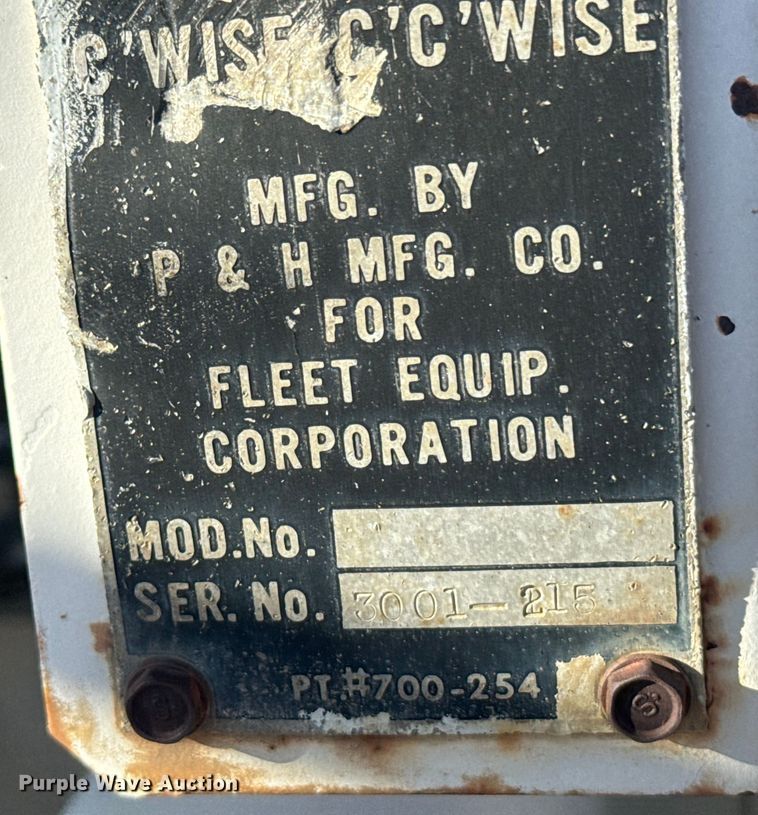 C'WISE C'C'WISE
MFG. BY
P & H MFG. CO.
FOR
FLEET EQUIP.
CORPORATION
MOD.No.
SER. No. 3001-215
PT.#700-254
Purple Wave Auction